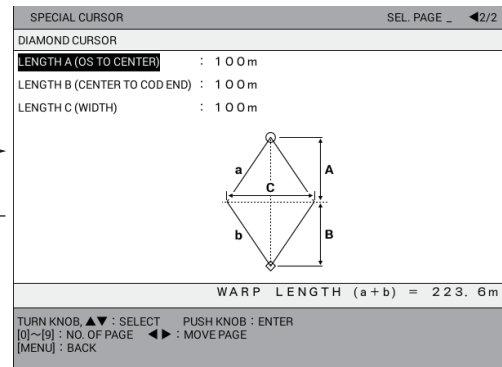 SPECIAL CURSOR SEL. PAGE _ ◀2/2
DIAMOND CURSOR
LENGTH A (OS TO CENTER) : 100m
LENGTH B (CENTER TO COD END) : 100m
LENGTH C (WIDTH) : 100m
a A
C
b B
WARP LENGTH (a+b) = 223.6m
TURN KNOB, ▲▼ : SELECT PUSH KNOB : ENTER
[0]~[9] : NO. OF PAGE ◀ ▶ : MOVE PAGE
[MENU] : BACK